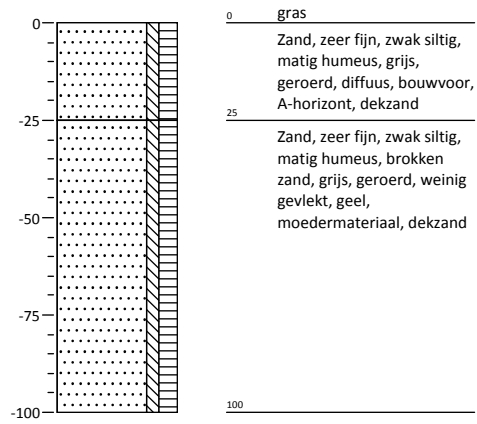 0
0
gras
Zand, zeer fijn, zwak siltig,
matig humeus, grijs,
geroerd, diffuus, bouwvoor,
A-horizont, dekzand
-25
25
Zand, zeer fijn, zwak siltig,
matig humeus, brokken
zand, grijs, geroerd, weinig
gevlekt, geel,
moedermateriaal, dekzand
-50
-75
-100
100